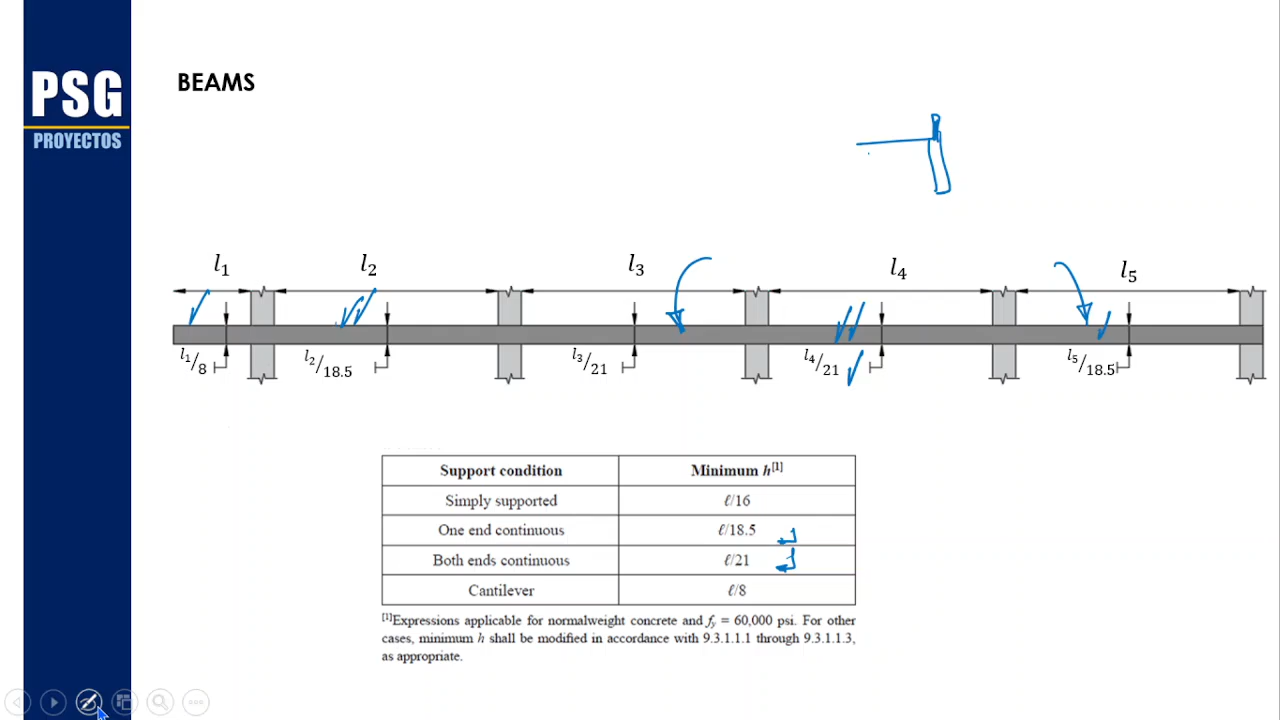 PSG
PROYECTOS
BEAMS
l₁ l₂ l₃ l₄ l₅
l₁/8 l₂/18.5 l₃/21 l₄/21 l₅/18.5
Support condition Minimum h[1]
Simply supported ℓ/16
One end continuous ℓ/18.5
Both ends continuous ℓ/21
Cantilever ℓ/8
[1]Expressions applicable for normalweight concrete and fy = 60,000 psi. For other
cases, minimum h shall be modified in accordance with 9.3.1.1.1 through 9.3.1.1.3,
as appropriate.